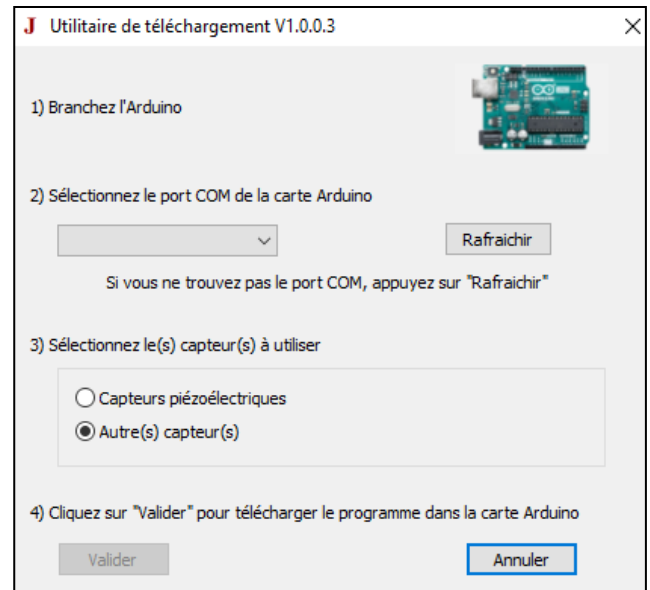 J Utilitaire de téléchargement V1.0.0.3
1) Branchez l'Arduino
2) Sélectionnez le port COM de la carte Arduino
Rafraichir
Si vous ne trouvez pas le port COM, appuyez sur "Rafraichir"
3) Sélectionnez le(s) capteur(s) à utiliser
Capteurs piézoélectriques
Autre(s) capteur(s)
4) Cliquez sur "Valider" pour télécharger le programme dans la carte Arduino
Valider
Annuler